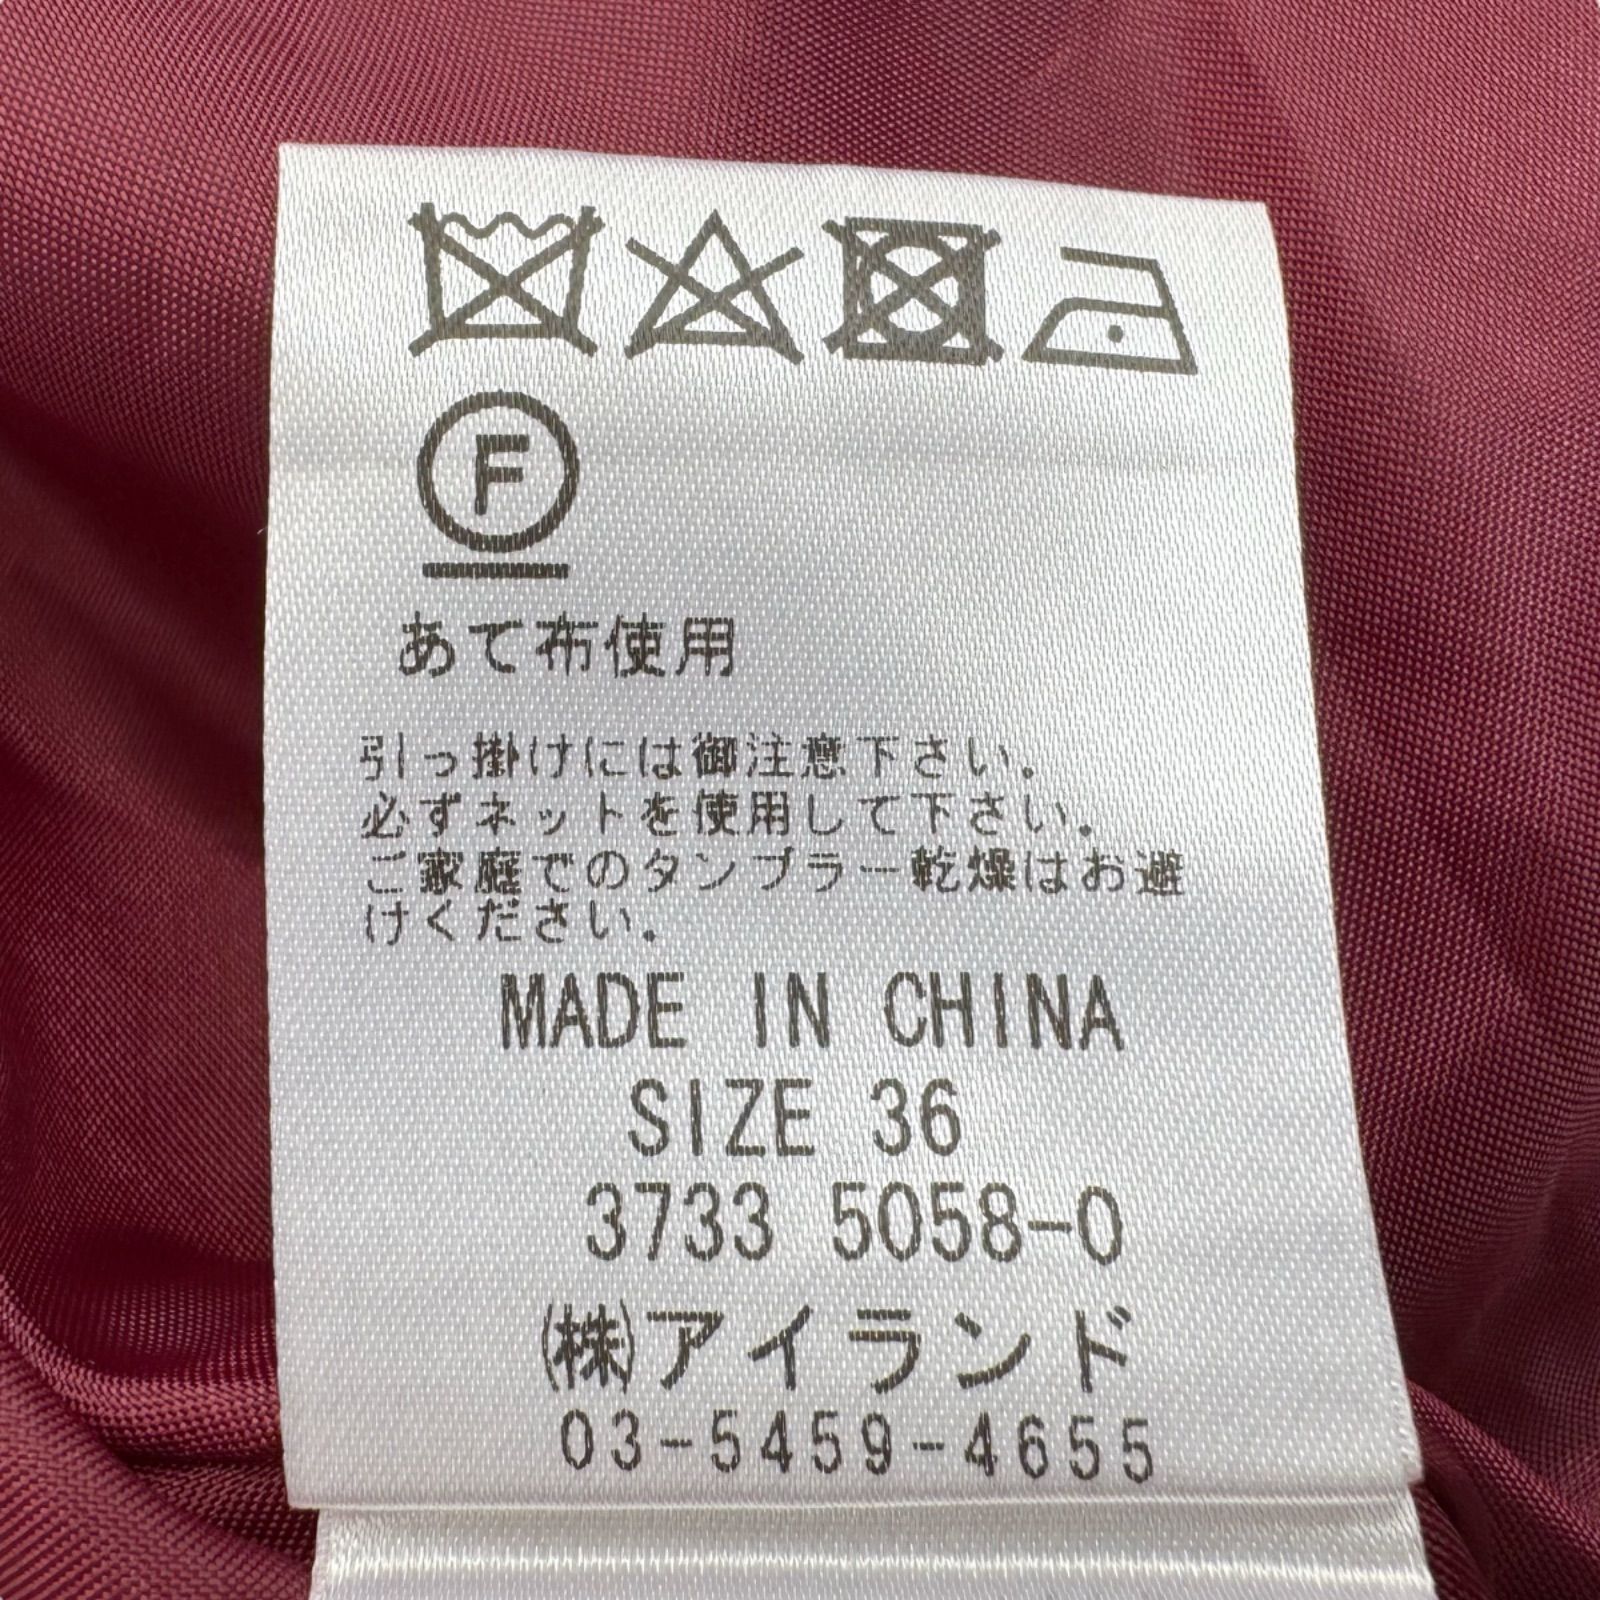 F
あて布使用
引っ掛けには御注意下さい。
必ずネットを使用して下さい。
ご家庭でのタンブラー乾燥はお避
けください。
MADE IN CHINA
SIZE 36
3733 5058-0
(株)アイランド
03-5459-4655